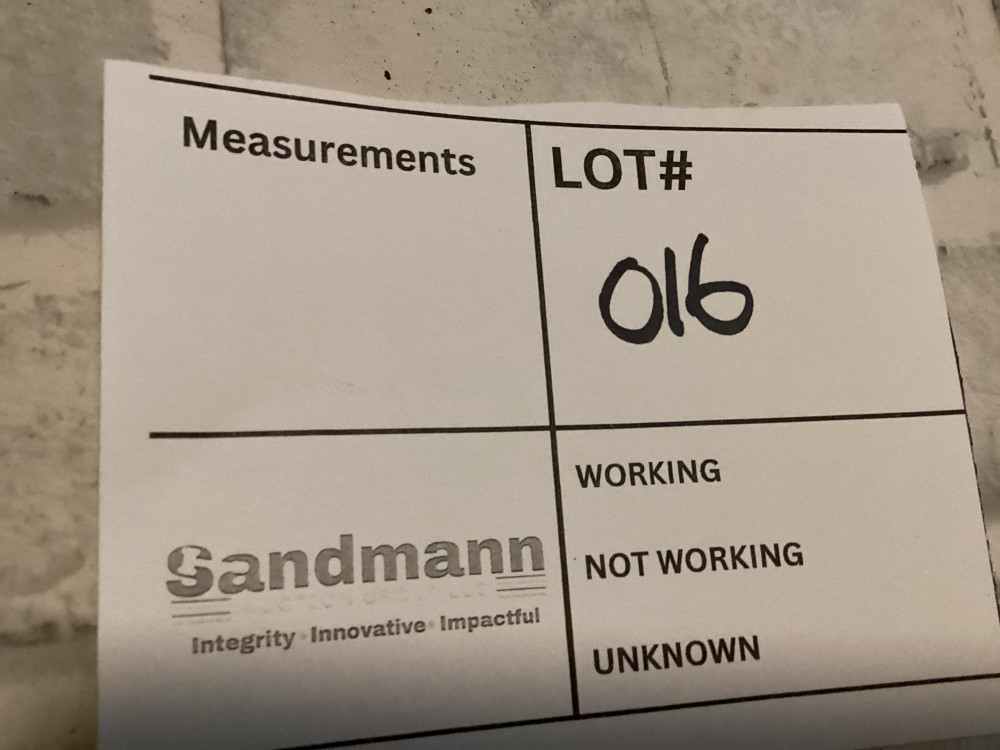 Measurements
LOT#
016
WORKING
NOT WORKING
UNKNOWN
Sandmann
Integrity · Innovative · Impactful